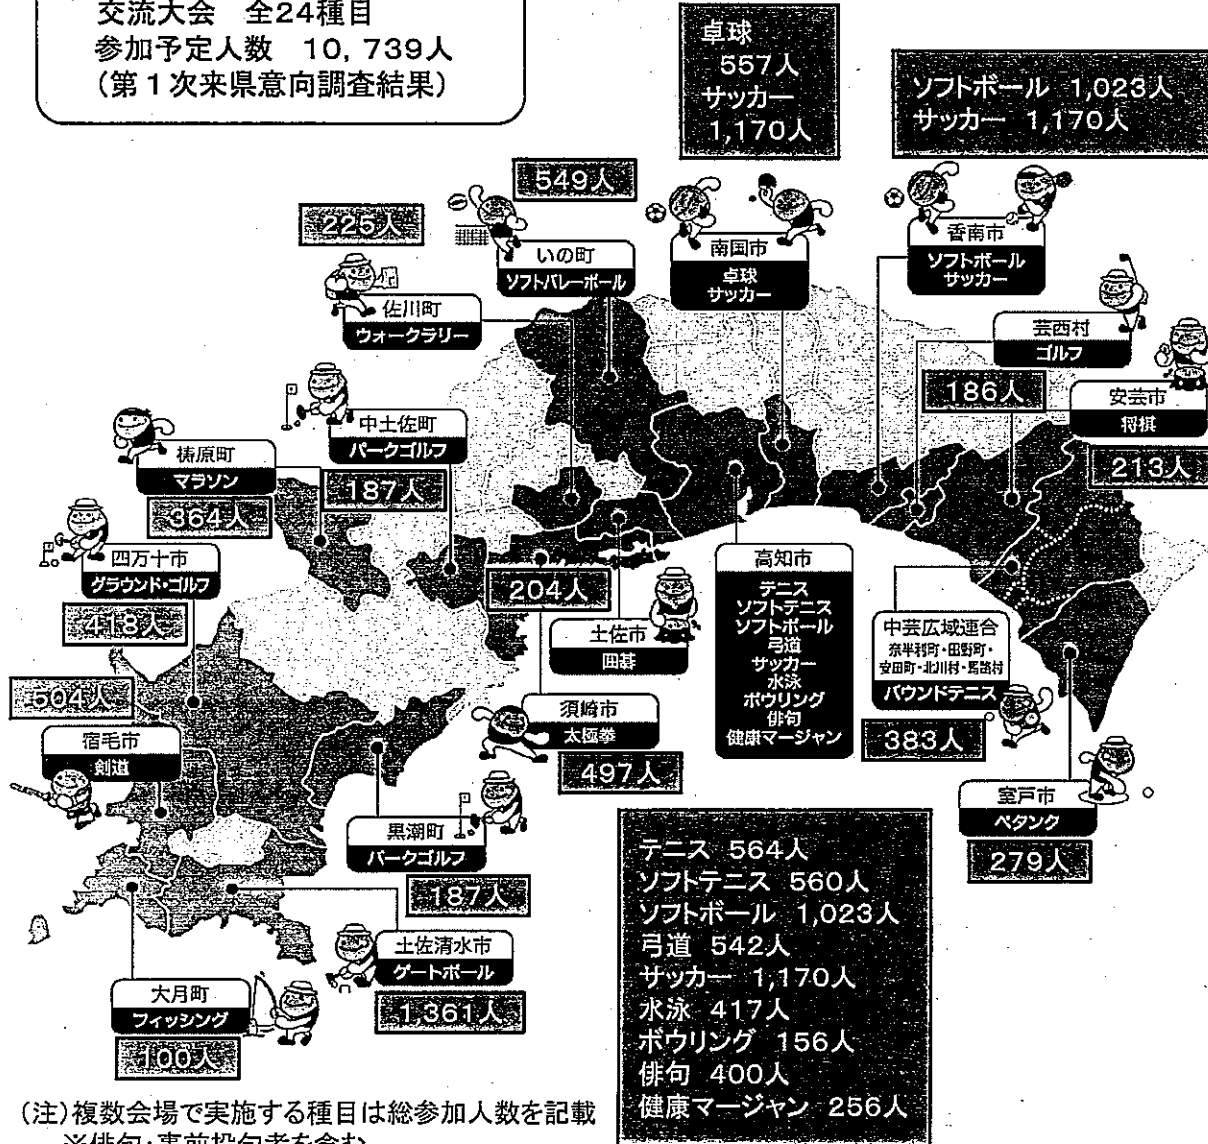 交流大会 全24種目
参加予定人数 10,739人
(第1次来県意向調査結果)
卓球
557人
サッカー
1,170人
ソフトボール 1,023人
サッカー 1,170人
549人
225人
いの町
ソフトバレーボール
南国市
卓球
サッカー
香南市
ソフトボール
サッカー
佐川町
ウォークラリー
芸西村
ゴルフ
186人
安芸市
将棋
213人
中土佐町
パークゴルフ
187人
梼原町
マラソン
364人
四万十市
グラウンド・ゴルフ
418人
204人
土佐市
囲碁
高知市
テニス
ソフトテニス
ソフトボール
弓道
サッカー
水泳
ボウリング
俳句
健康マージャン
中芸広域連合
奈半利町・田野町・
安田町・北川村・馬路村
バウンドテニス
383人
504人
宿毛市
剣道
須崎市
太極拳
497人
室戸市
ペタンク
279人
黒潮町
パークゴルフ
187人
土佐清水市
ゲートボール
1,361人
大月町
フィッシング
100人
テニス 564人
ソフトテニス 560人
ソフトボール 1,023人
弓道 542人
サッカー 1,170人
水泳 417人
ボウリング 156人
俳句 400人
健康マージャン 256人
(注)複数会場で実施する種目は総参加人数を記載
※俳句:事前投句者を含む